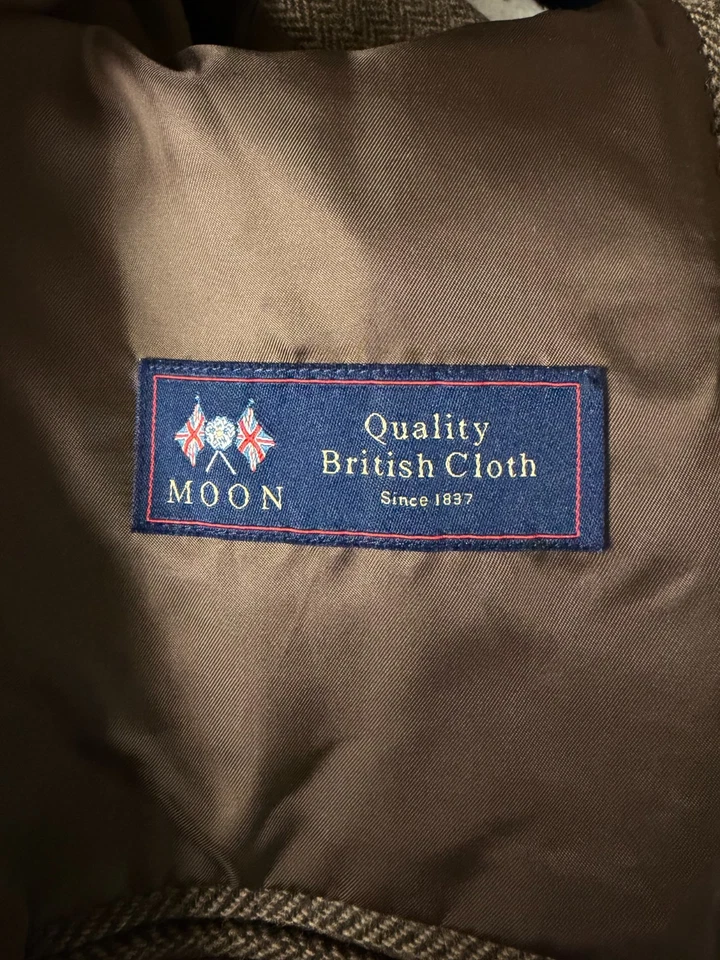 MOON
Quality
British Cloth
Since 1837